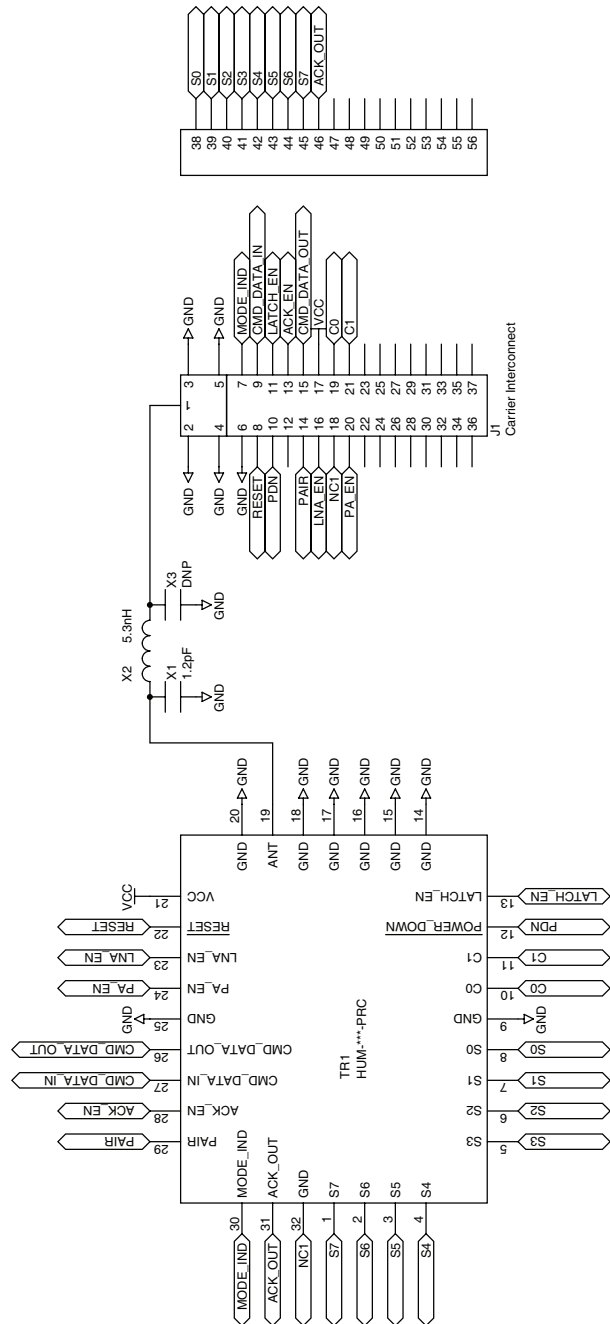 38 S0
39 S1
40 S2
41 S3
42 S4
43 S5
44 S6
45 S7
46 ACK_OUT
47
48
49
50
51
52
53
54
55
56
GND 2 3 GND
1
GND 4 5 GND
GND 6 7 MODE_IND
RESET 8 9 CMD_DATA_IN
PDN 10 11 LATCH_EN
12 13 ACK_EN
PAIR 14 15 CMD_DATA_OUT
LNA_EN 16 17 VCC
NC1 18 19 C0
PA_EN 20 21 C1
22 23
24 25
26 27
28 29
30 31
32 33
34 35
36 37
J1
Carrier Interconnect
X2
5.3nH
X1
1.2pF
GND
X3
DNP
GND
GND 20 GND
ANT 19
GND 18 GND
GND 17 GND
GND 16 GND
GND 15 GND
GND 14 GND
VCC 21 VCC
RESET 22 RESET
LNA_EN 23 LNA_EN
PA_EN 24 PA_EN
GND 25 GND
CMD_DATA_OUT 26 CMD_DATA_OUT
CMD_DATA_IN 27 CMD_DATA_IN
ACK_EN 28 ACK_EN
PAIR 29 PAIR
TR1
HUM-***-PRC
LATCH_EN 13 LATCH_EN
POWER_DOWN 12 PDN
C1 11 C1
C0 10 C0
GND 9 GND
S0 8 S0
S1 7 S1
S2 6 S2
S3 5 S3
MODE_IND 30 MODE_IND
ACK_OUT 31 ACK_OUT
NC1 32 GND
S7 1 S7
S6 2 S6
S5 3 S5
S4 4 S4